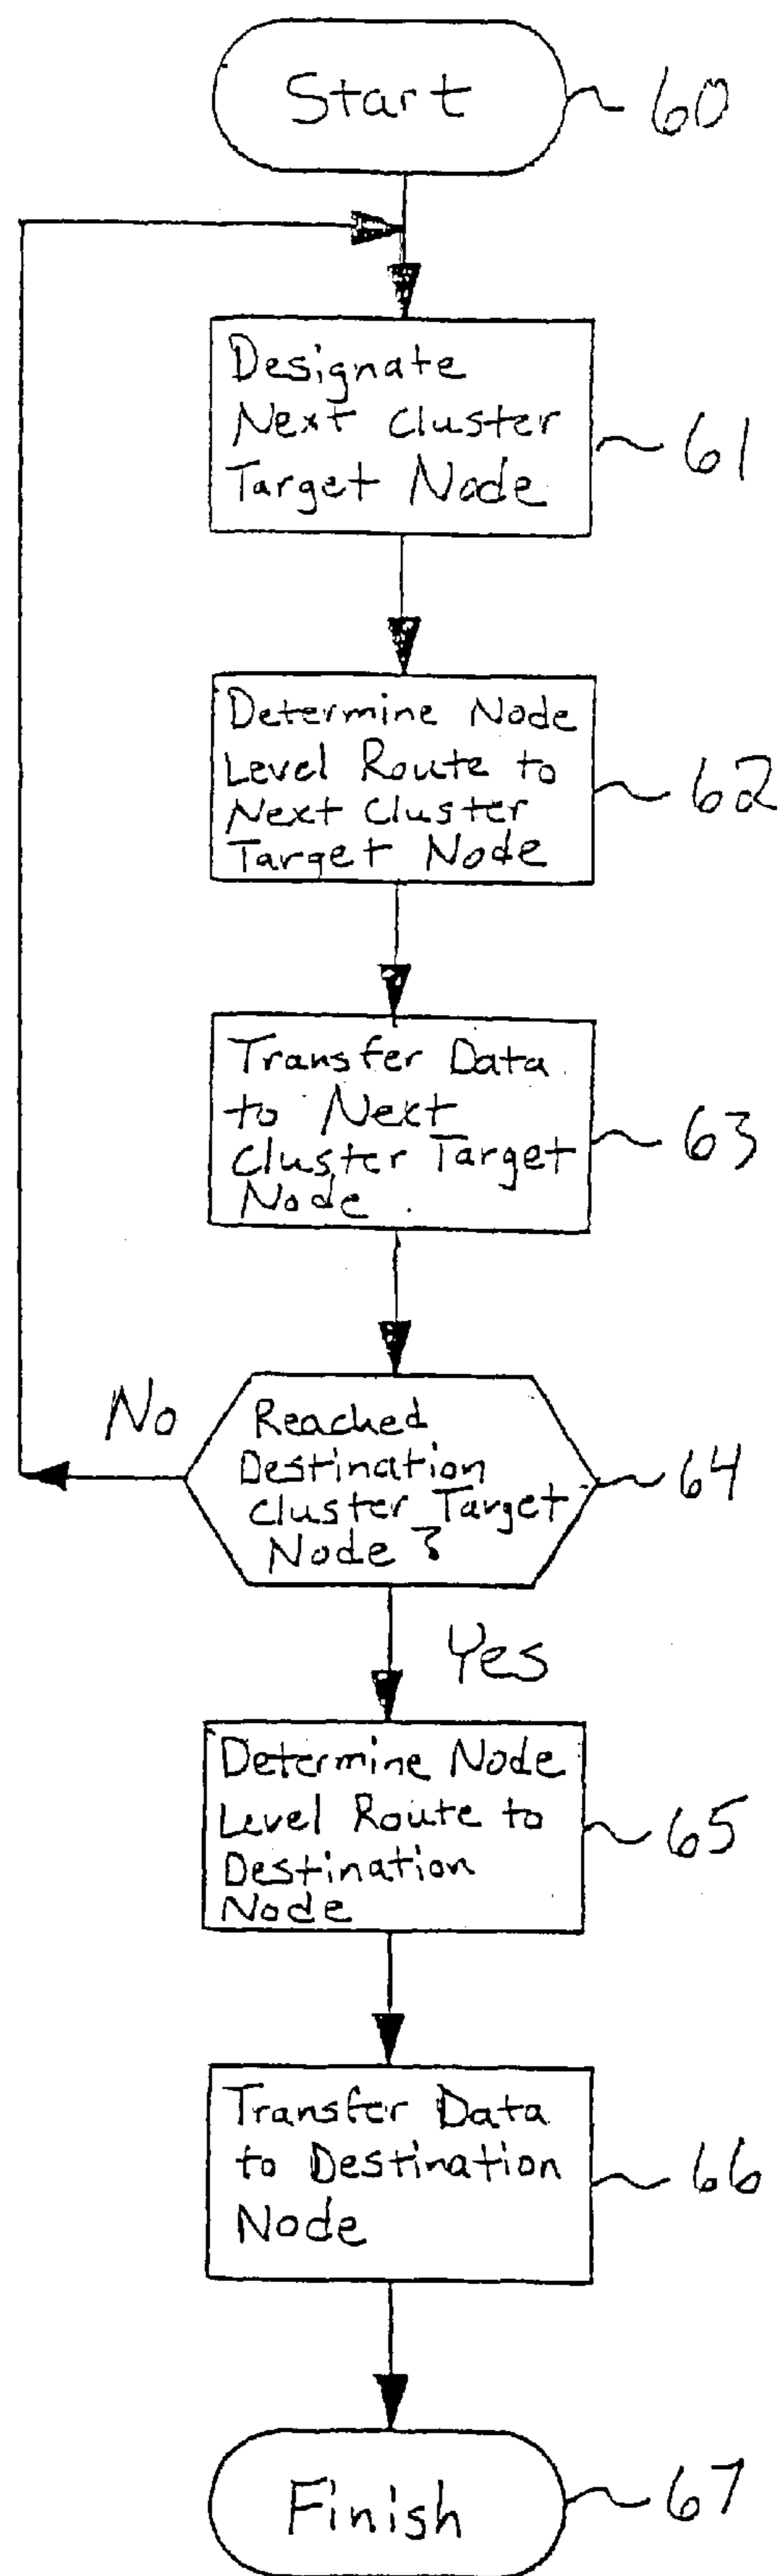 Start
60
Designate
Next Cluster
Target Node
61
Determine Node
Level Route to
Next Cluster
Target Node
62
Transfer Data
to Next
Cluster Target
Node
63
No
Reached
Destination
Cluster Target
Node?
64
Yes
Determine Node
Level Route to
Destination
Node
65
Transfer Data
to Destination
Node
66
Finish
67